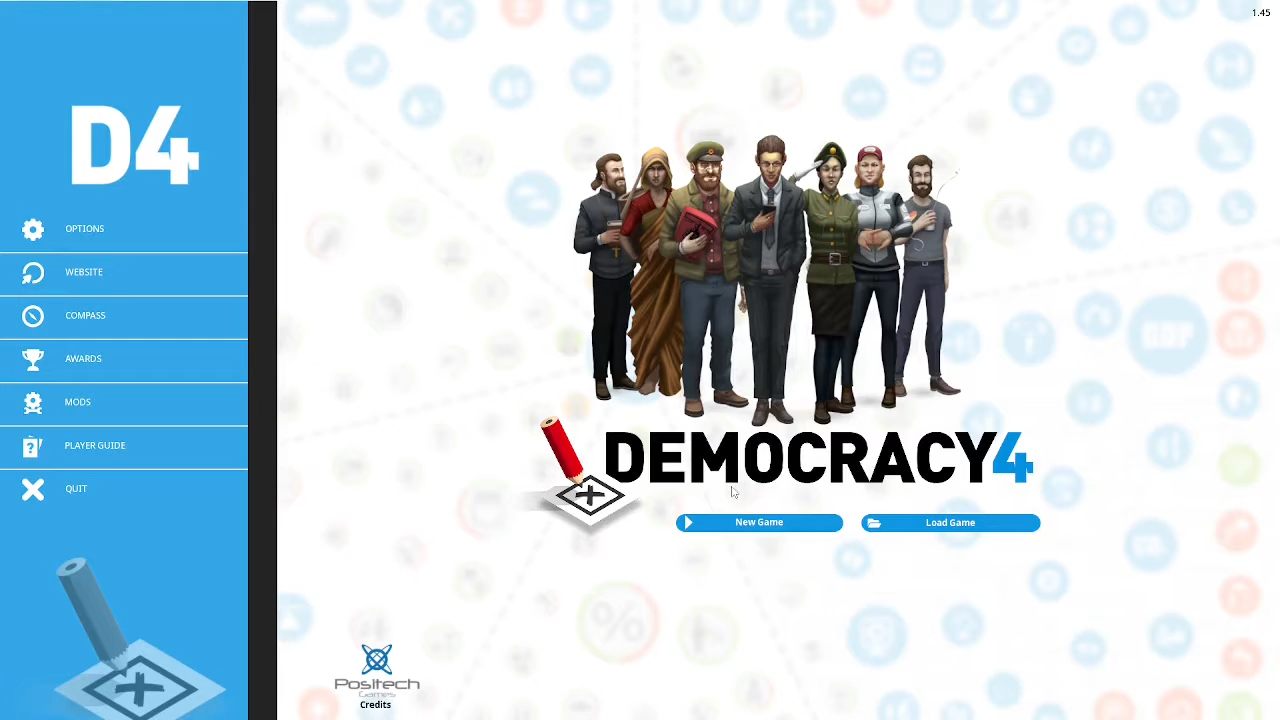 1.45
D4
OPTIONS
WEBSITE
COMPASS
AWARDS
MODS
PLAYER GUIDE
QUIT
GDP
%
DEMOCRACY4
New Game
Load Game
Positech
Games
Credits